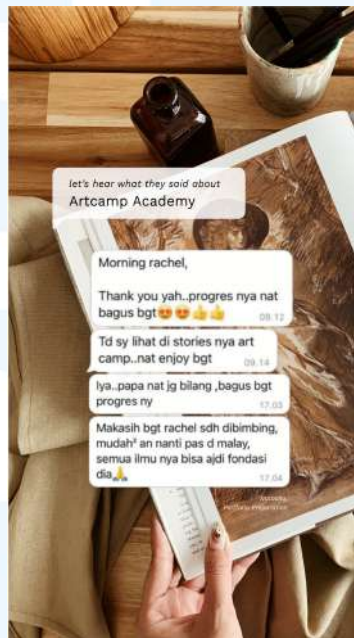 let's hear what they said about
Artcamp Academy
Morning rachel,
Thank you yah..progres nya nat
bagus bgt😍😍👍👍
09.12
Td sy lihat di stories nya art
camp..nat enjoy bgt
09.14
Iya..papa nat jg bilang ,bagus bgt
progres ny
17.03
Makasih bgt rachel sdh dibimbing,
mudah² an nanti pas d malay,
semua ilmu nya bisa ajdi fondasi
dia🙏
17.04
Portfolio Preparation